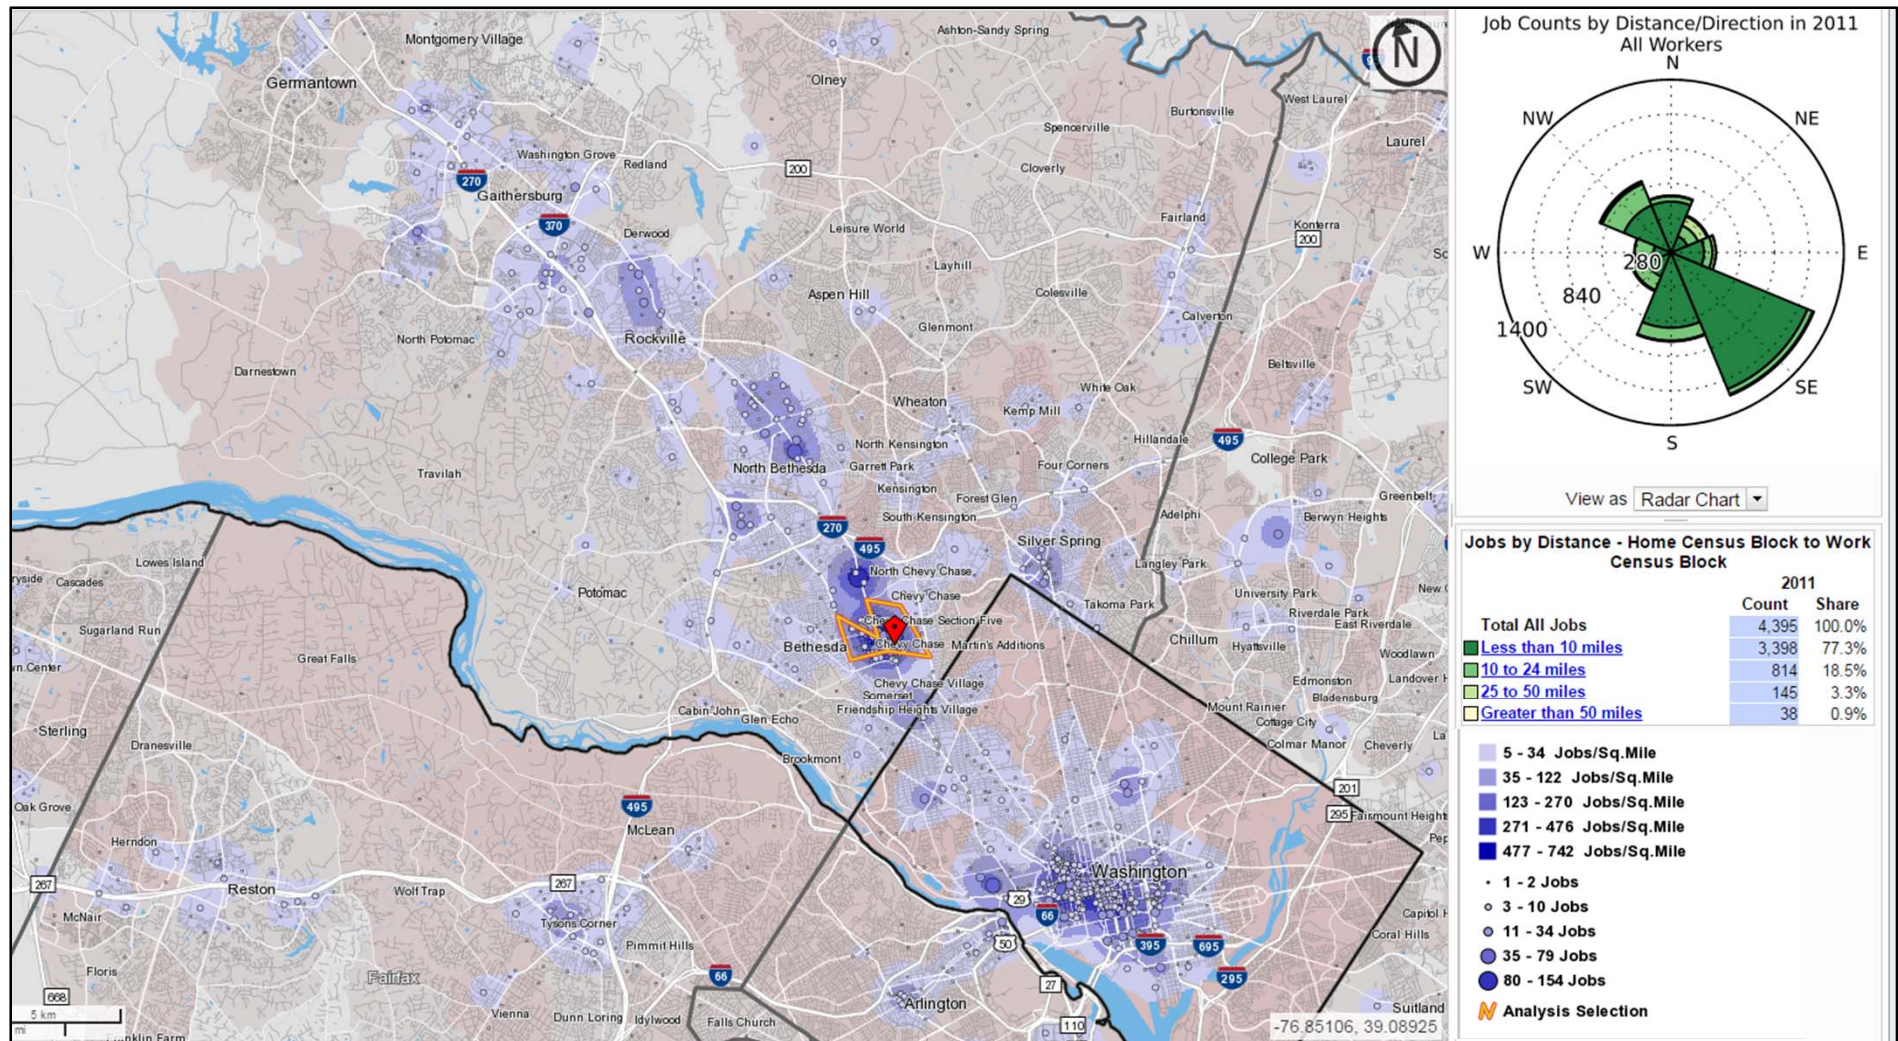 Montgomery Village
Ashton-Sandy Spring
Germantown
Olney
West Laurel
Burtonsville
Spencerville
Laurel
Washington Grove
Redland
200
Cloverly
270
Gaithersburg
370
Fairland
Konterra
200
Derwood
Leisure World
Layhill
Aspen Hill
Colesville
Calverton
Glenmont
North Potomac
Rockville
Darnestown
Beltsville
White Oak
Wheaton
Kemp Mill
North Kensington
Hillandale
495
College Park
North Bethesda
Garrett Park
Four Corners
Travilah
Kensington
Forest Glen
Greenbelt
South Kensington
Adelphi
Berwyn Heights
270
495
Silver Spring
Lowes Island
Langley Park
North Chevy Chase
Cascades
Potomac
Chevy Chase
Takoma Park
University Park
Riverdale Park
East Riverdale
Sugarland Run
Chevy Chase Section Five
Bethesda
Chevy Chase
Martin's Additions
Chillum
Hyattsville
Woodlawn
Great Falls
Chevy Chase Village
Edmonston
Landover H
Somerset
Bladensburg
Cabin John
Friendship Heights Village
Mount Rainier
Glen Echo
Cottage City
Sterling
Dranesville
Colmar Manor
Cheverly
Brookmont
201
Oak Grove
495
295
Fairmount Heights
McLean
Herndon
267
Reston
Wolf Trap
267
Washington
McNair
29
66
Tysons Corner
Capitol H
Coral Hills
Pimmit Hills
50
395
695
Floris
Fairfax
66
295
27
668
Arlington
Suitland
Vienna
Dunn Loring
Idylwood
Falls Church
110
5 km
mi
-76.85106, 39.08925
N
Job Counts by Distance/Direction in 2011
All Workers
N
NW
NE
W
280
E
840
1400
SW
SE
S
View as Radar Chart
Jobs by Distance - Home Census Block to Work
Census Block
2011
Count Share
Total All Jobs 4,395 100.0%
Less than 10 miles 3,398 77.3%
10 to 24 miles 814 18.5%
25 to 50 miles 145 3.3%
Greater than 50 miles 38 0.9%
5 - 34 Jobs/Sq.Mile
35 - 122 Jobs/Sq.Mile
123 - 270 Jobs/Sq.Mile
271 - 476 Jobs/Sq.Mile
477 - 742 Jobs/Sq.Mile
1 - 2 Jobs
3 - 10 Jobs
11 - 34 Jobs
35 - 79 Jobs
80 - 154 Jobs
Analysis Selection